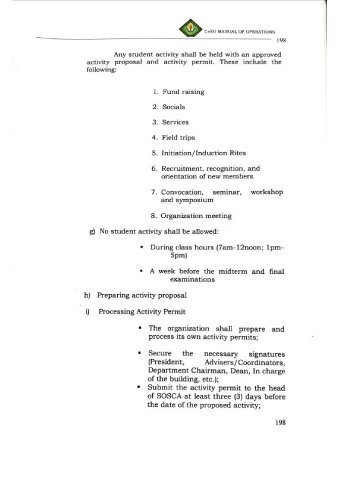 CvSU MANUAL OF OPERATIONS
198
Any student activity shall be held with an approved
activity proposal and activity permit. These include the
following:
1. Fund raising
2. Socials
3. Services
4. Field trips
5. Initiation/Induction Rites
6. Recruitment, recognition, and
orientation of new members
7. Convocation, seminar, workshop
and symposium
8. Organization meeting
g) No student activity shall be allowed:
▪ During class hours (7am-12noon; 1pm-
5pm)
▪ A week before the midterm and final
examinations
h) Preparing activity proposal
i) Processing Activity Permit
▪ The organization shall prepare and
process its own activity permits;
▪ Secure the necessary signatures
(President, Advisers/Coordinators,
Department Chairman, Dean, In charge
of the building, etc.);
▪ Submit the activity permit to the head
of SOSCA at least three (3) days before
the date of the proposed activity;
198